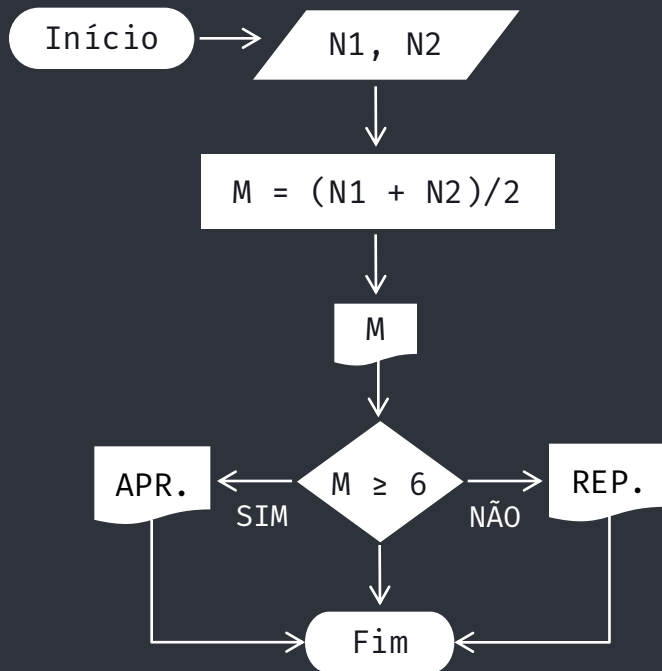 Início
N1, N2
M = (N1 + N2)/2
M
M ≥ 6
APR.
SIM
NÃO
REP.
Fim